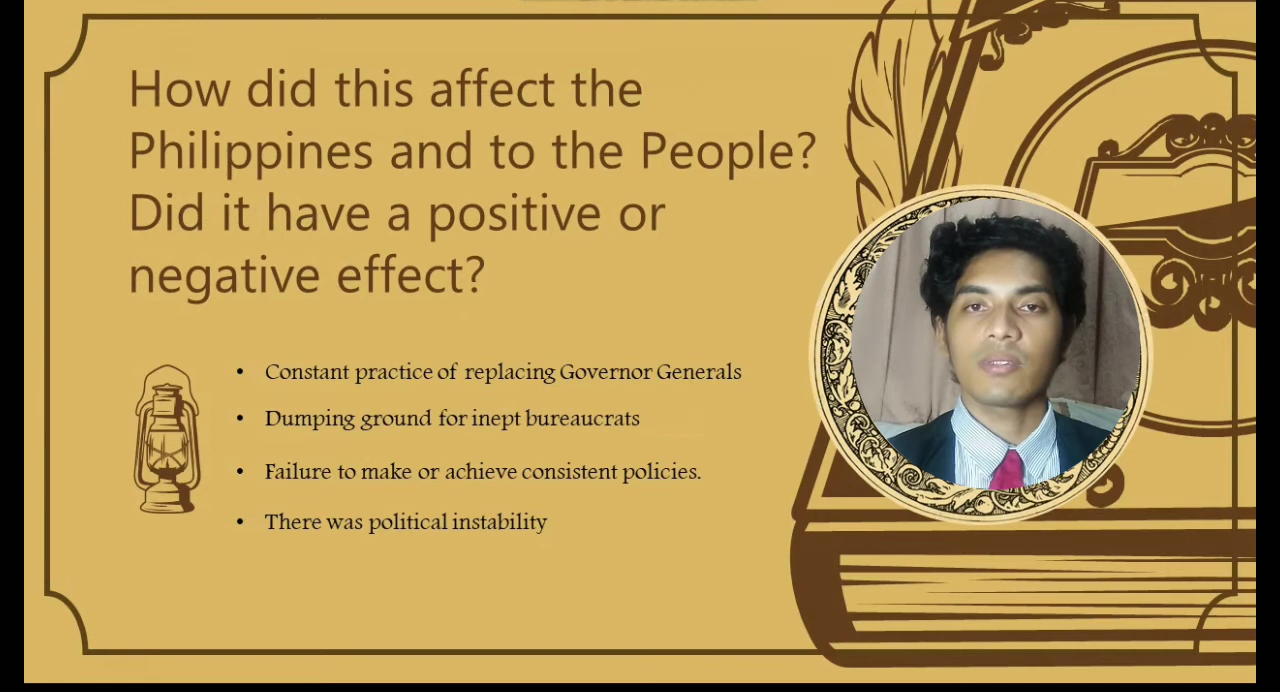 How did this affect the
Philippines and to the People?
Did it have a positive or
negative effect?
• Constant practice of replacing Governor Generals
• Dumping ground for inept bureaucrats
• Failure to make or achieve consistent policies.
• There was political instability